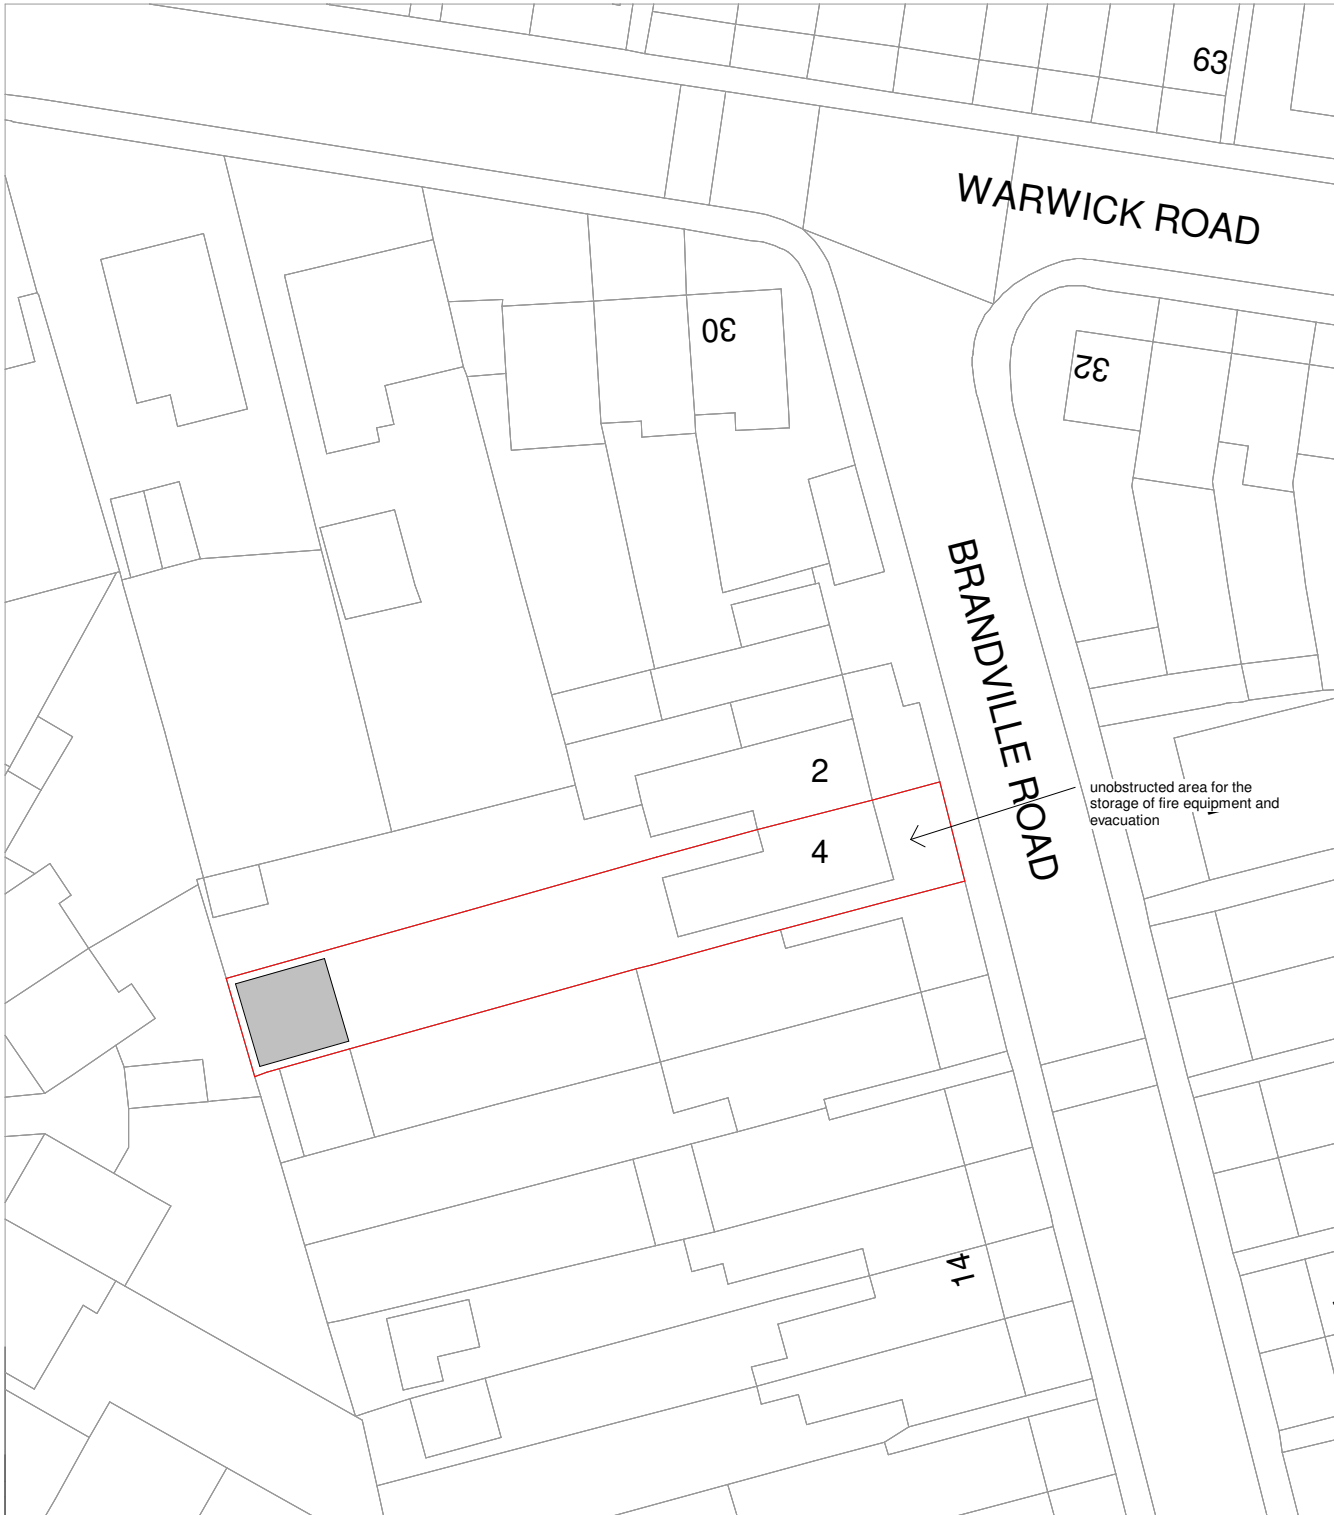 63
WARWICK ROAD
30
32
BRANDVILLE ROAD
2
unobstructed area for the
storage of fire equipment and
evacuation
4
14